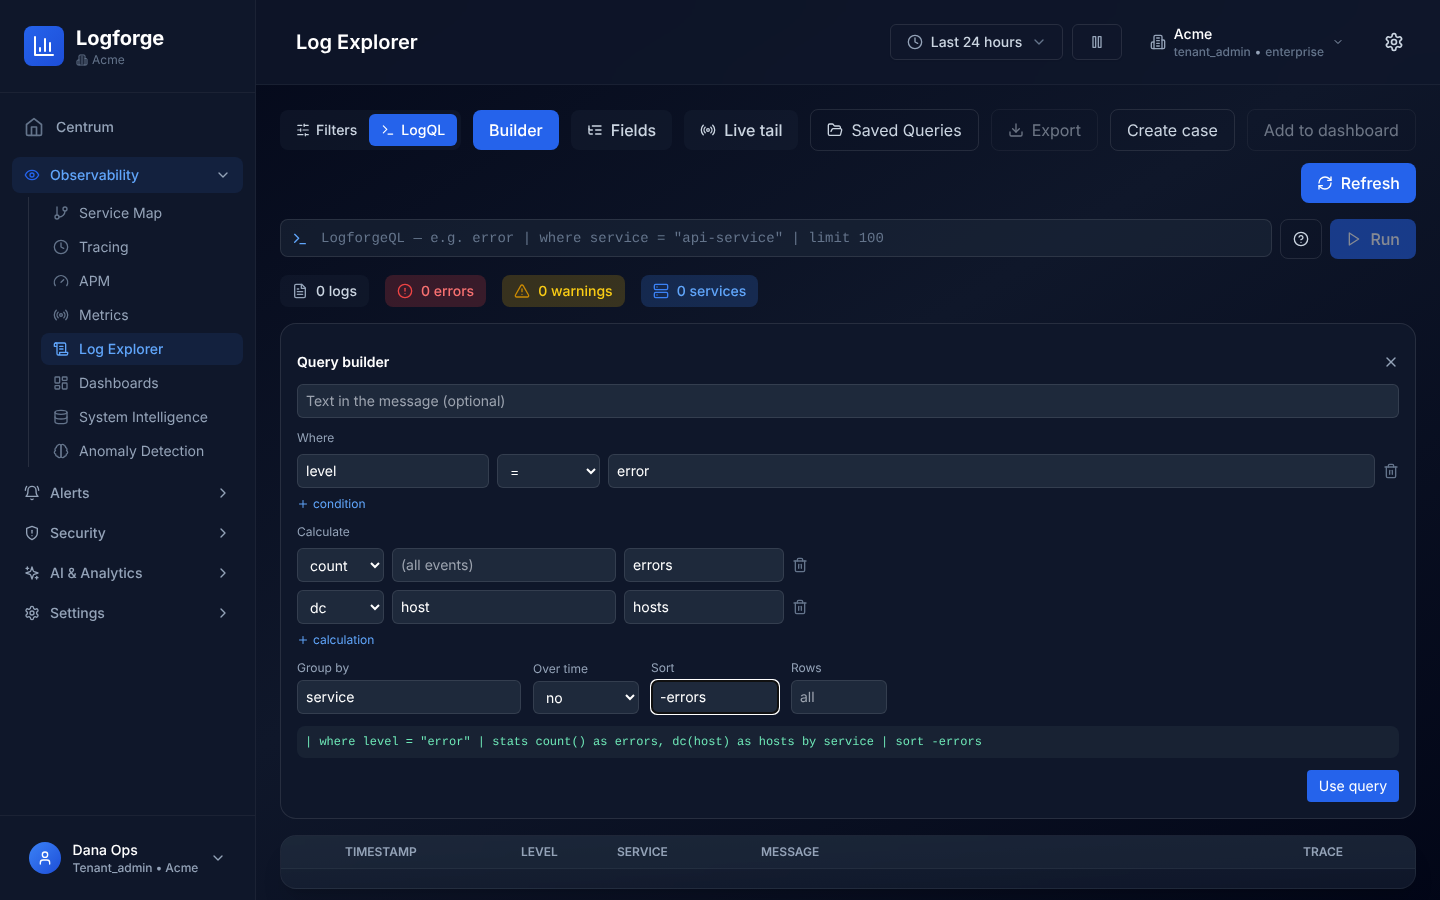 Logforge
Acme
Centrum
Observability
Service Map
Tracing
APM
Metrics
Log Explorer
Dashboards
System Intelligence
Anomaly Detection
Alerts
Security
AI & Analytics
Settings
Dana Ops
Tenant_admin • Acme
Log Explorer
Last 24 hours
Acme
tenant_admin • enterprise
Filters
LogQL
Builder
Fields
Live tail
Saved Queries
Export
Create case
Add to dashboard
Refresh
LogforgeQL — e.g. error | where service = "api-service" | limit 100
Run
0 logs
0 errors
0 warnings
0 services
Query builder
Text in the message (optional)
Where
level
=
error
+ condition
Calculate
count
(all events)
errors
dc
host
hosts
+ calculation
Group by
Over time
Sort
Rows
service
no
-errors
all
| where level = "error" | stats count() as errors, dc(host) as hosts by service | sort -errors
Use query
TIMESTAMP
LEVEL
SERVICE
MESSAGE
TRACE